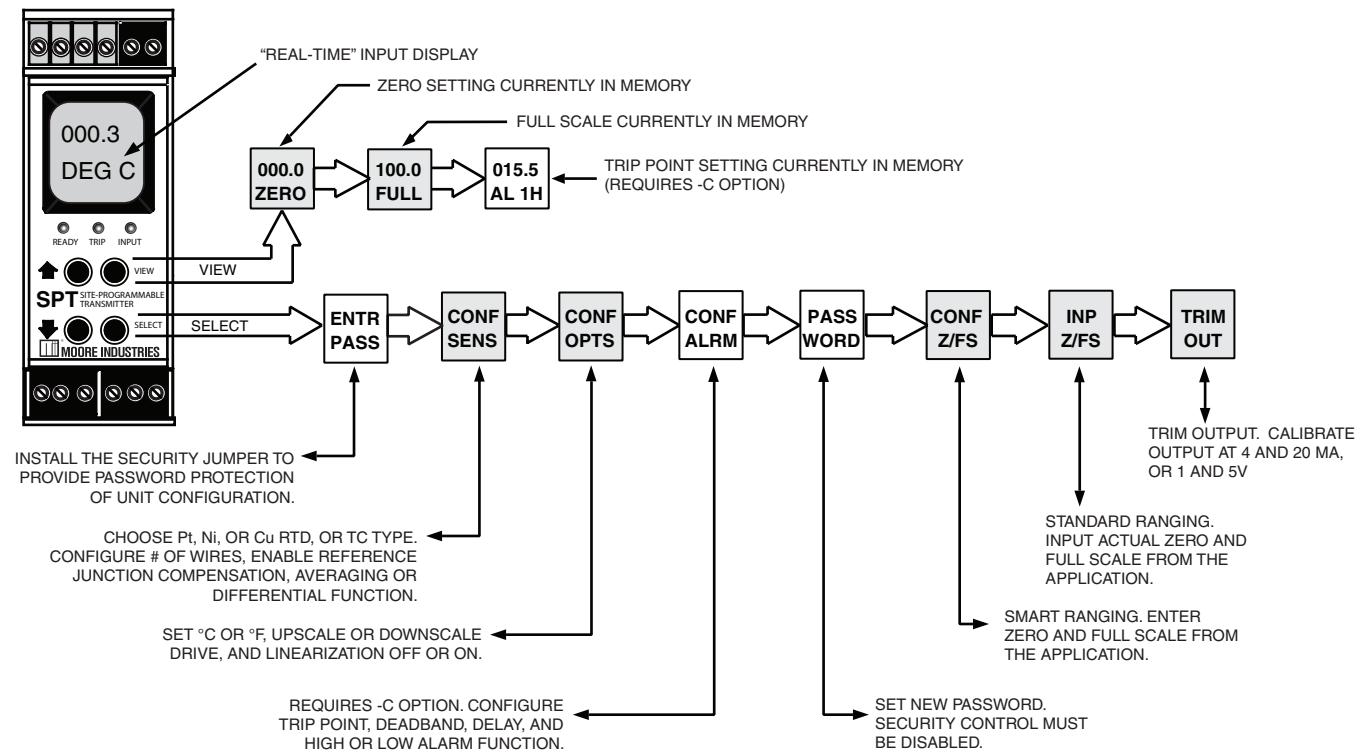 "REAL-TIME" INPUT DISPLAY
ZERO SETTING CURRENTLY IN MEMORY
FULL SCALE CURRENTLY IN MEMORY
TRIP POINT SETTING CURRENTLY IN MEMORY
(REQUIRES -C OPTION)
000.3
DEG C
000.0
ZERO
100.0
FULL
015.5
AL 1H
READY TRIP INPUT
VIEW
VIEW
SPT SITE-PROGRAMMABLE
TRANSMITTER
SELECT
SELECT
MOORE INDUSTRIES
ENTR
PASS
CONF
SENS
CONF
OPTS
CONF
ALRM
PASS
WORD
CONF
Z/FS
INP
Z/FS
TRIM
OUT
INSTALL THE SECURITY JUMPER TO
PROVIDE PASSWORD PROTECTION
OF UNIT CONFIGURATION.
CHOOSE Pt, Ni, OR Cu RTD, OR TC TYPE.
CONFIGURE # OF WIRES, ENABLE REFERENCE
JUNCTION COMPENSATION, AVERAGING OR
DIFFERENTIAL FUNCTION.
SET °C OR °F, UPSCALE OR DOWNSCALE
DRIVE, AND LINEARIZATION OFF OR ON.
REQUIRES -C OPTION. CONFIGURE
TRIP POINT, DEADBAND, DELAY, AND
HIGH OR LOW ALARM FUNCTION.
SET NEW PASSWORD.
SECURITY CONTROL MUST
BE DISABLED.
SMART RANGING. ENTER
ZERO AND FULL SCALE FROM
THE APPLICATION.
STANDARD RANGING.
INPUT ACTUAL ZERO AND
FULL SCALE FROM THE
APPLICATION.
TRIM OUTPUT. CALIBRATE
OUTPUT AT 4 AND 20 MA,
OR 1 AND 5V